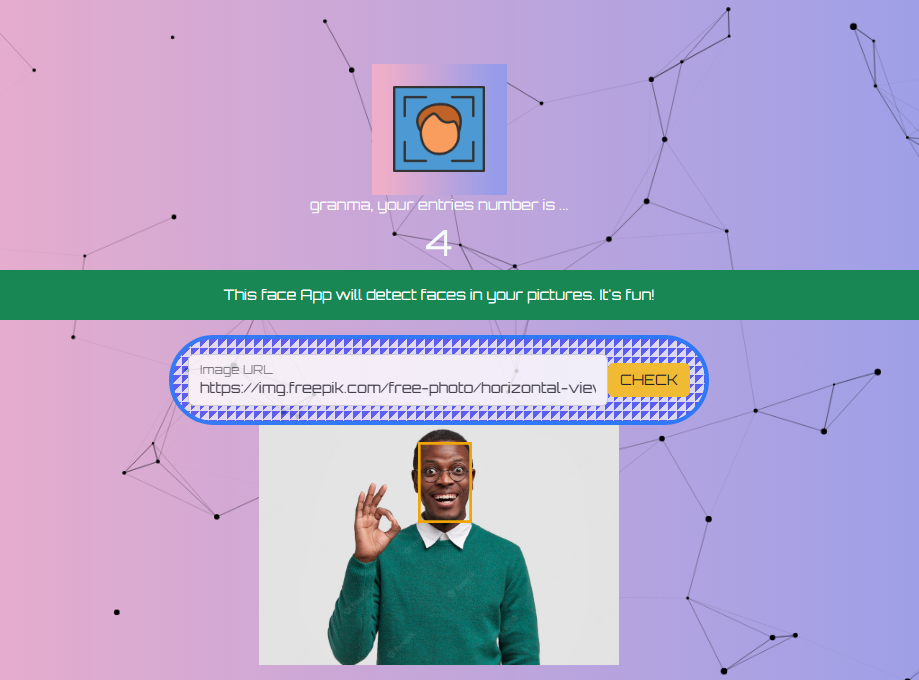 granma, your entries number is ...
4
This face App will detect faces in your pictures. It's fun!
Image URL
https://img.freepik.com/free-photo/horizontal-viev
CHECK